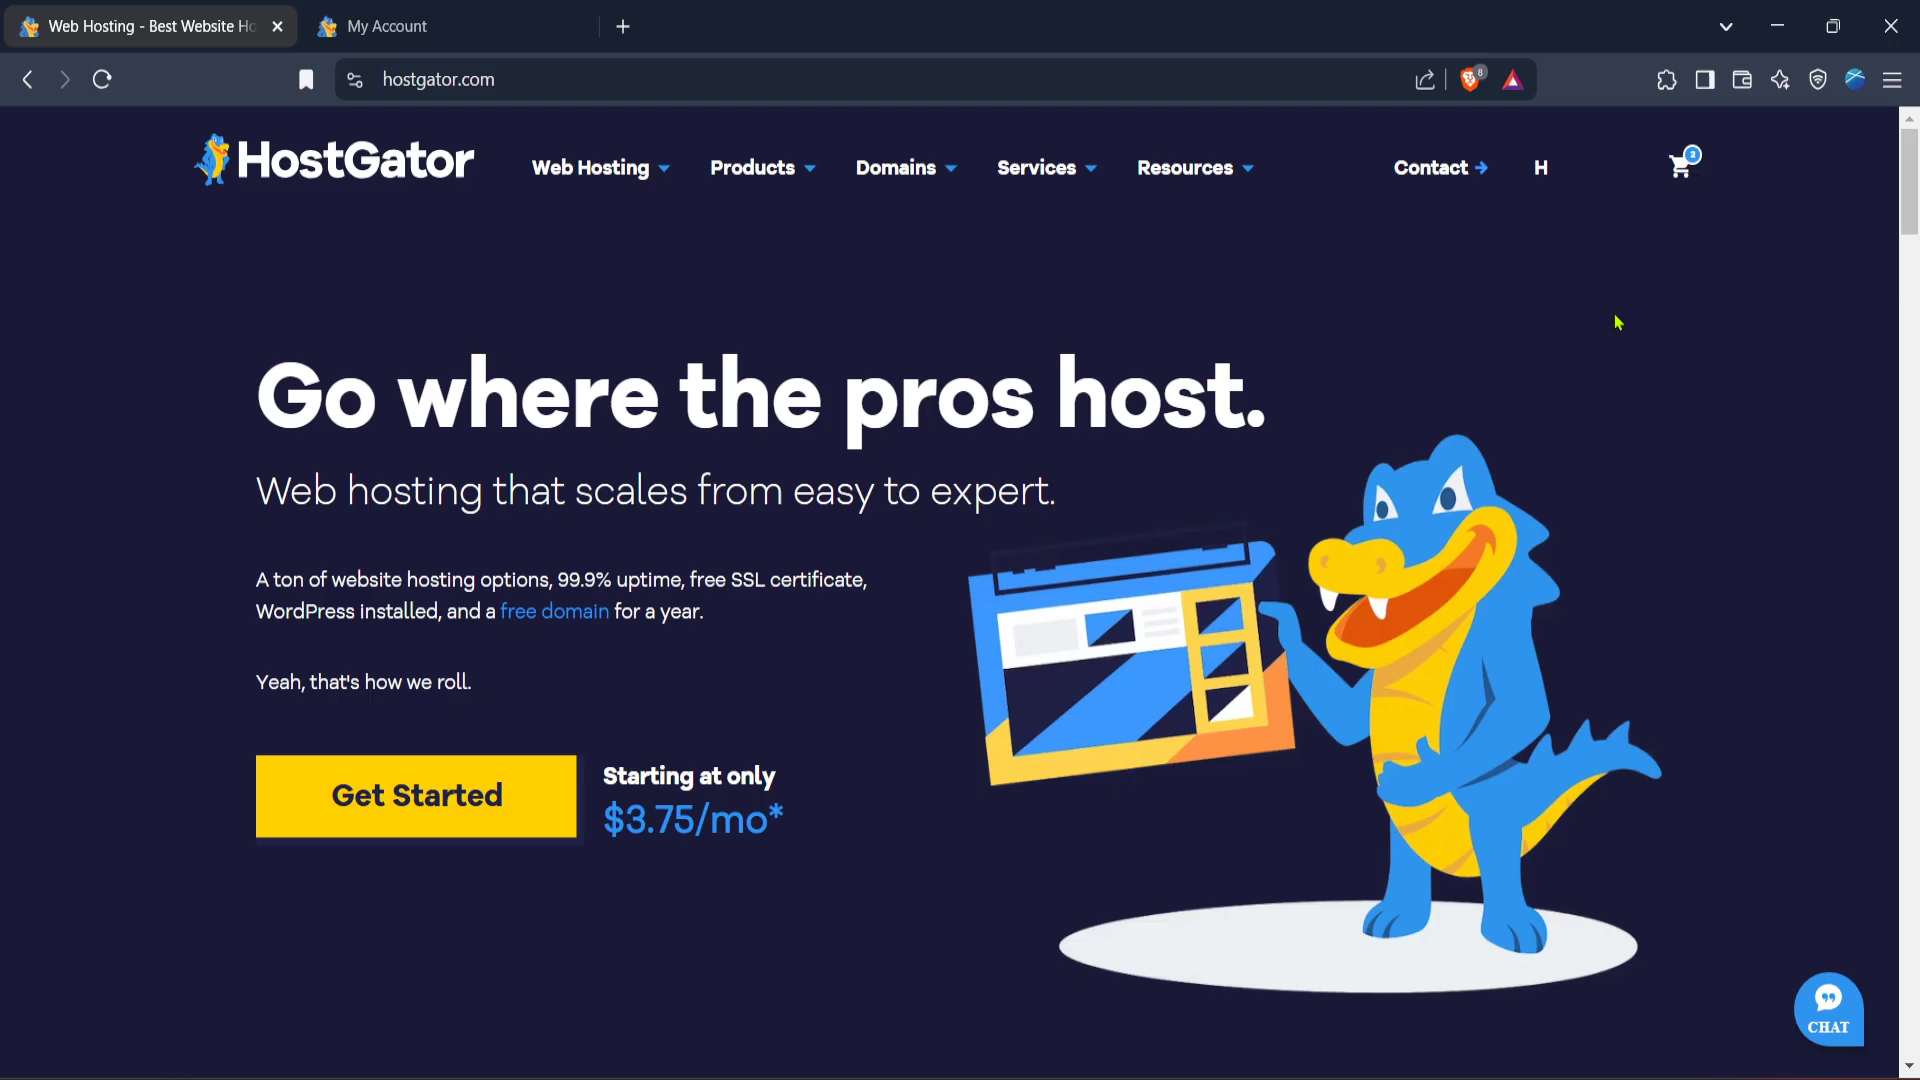 Web Hosting - Best Website Ho
My Account
hostgator.com
8
HostGator
Web Hosting
Products
Domains
Services
Resources
Contact
H
2
Go where the pros host.
Web hosting that scales from easy to expert.
A ton of website hosting options, 99.9% uptime, free SSL certificate,
WordPress installed, and a free domain for a year.
Yeah, that's how we roll.
Get Started
Starting at only
$3.75/mo*
CHAT